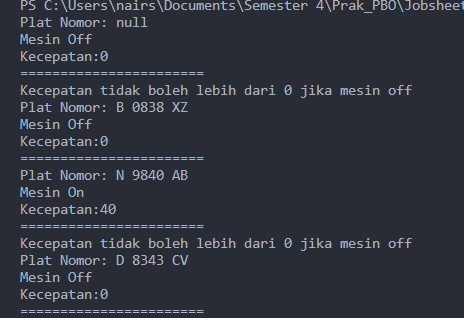 PS C:\Users\nairs\Documents\Semester 4\Prak_PBO\Jobsheet
Plat Nomor: null
Mesin Off
Kecepatan:0
=======================
Kecepatan tidak boleh lebih dari 0 jika mesin off
Plat Nomor: B 0838 XZ
Mesin Off
Kecepatan:0
=======================
Plat Nomor: N 9840 AB
Mesin On
Kecepatan:40
=======================
Kecepatan tidak boleh lebih dari 0 jika mesin off
Plat Nomor: D 8343 CV
Mesin Off
Kecepatan:0
=======================